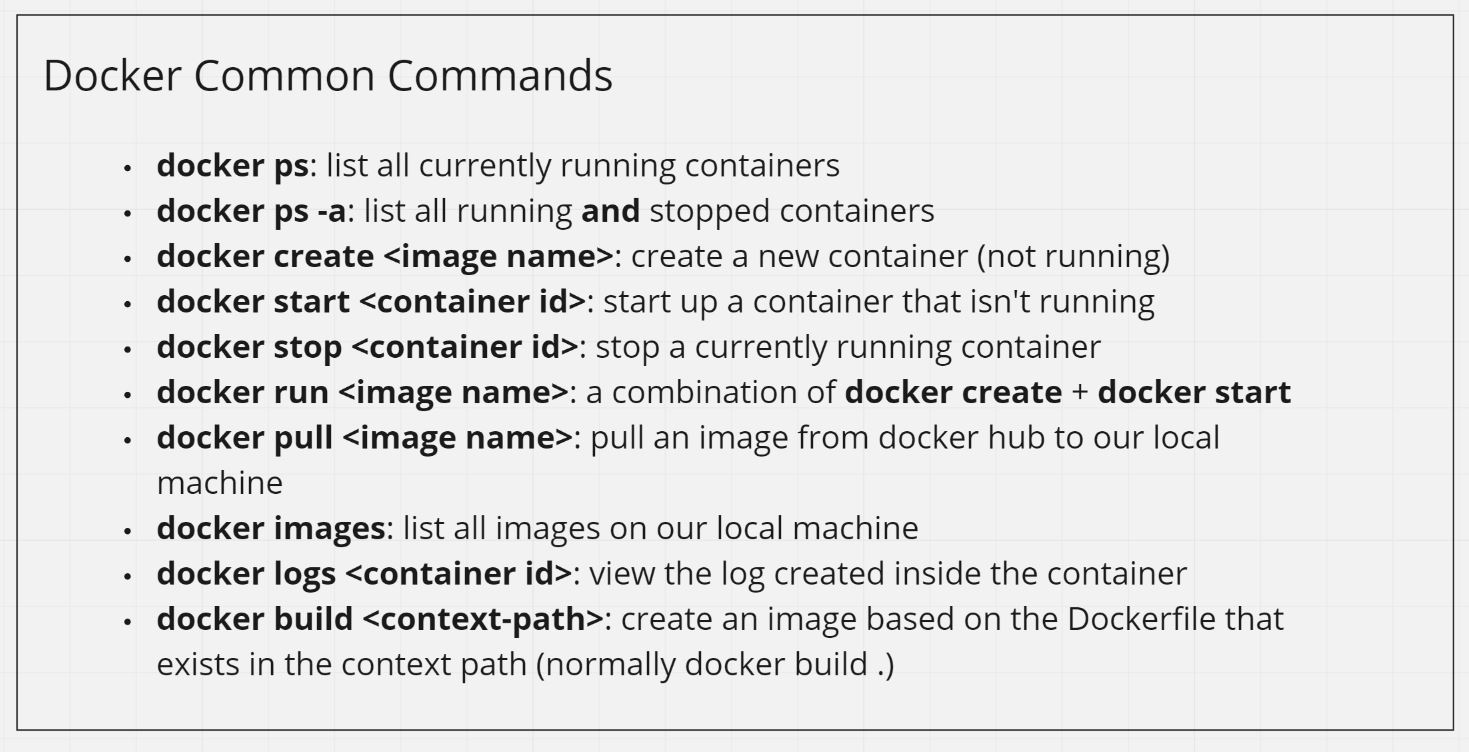 Docker Common Commands
• docker ps: list all currently running containers
• docker ps -a: list all running and stopped containers
• docker create <image name>: create a new container (not running)
• docker start <container id>: start up a container that isn't running
• docker stop <container id>: stop a currently running container
• docker run <image name>: a combination of docker create + docker start
• docker pull <image name>: pull an image from docker hub to our local
machine
• docker images: list all images on our local machine
• docker logs <container id>: view the log created inside the container
• docker build <context-path>: create an image based on the Dockerfile that
exists in the context path (normally docker build .)